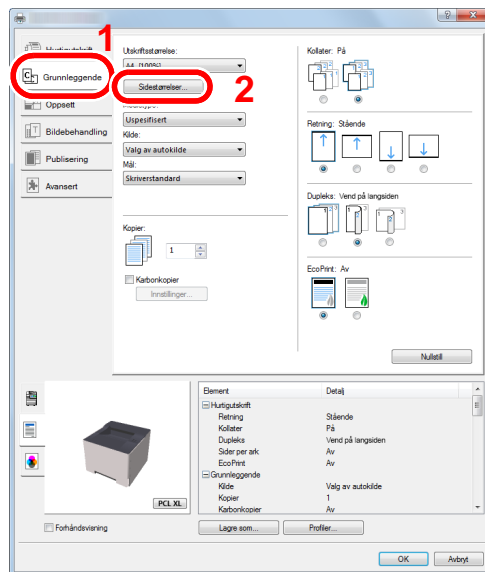 1
Hurtigutskrift
Grunnleggende
Oppsett
Bildebehandling
Publisering
Avansert
Utskriftsstørrelse:
A4 [100%]
Sidestørrelser...
2
Medietype:
Uspesifisert
Kilde:
Valg av autokilde
Mål:
Skriverstandard
Kopier:
1
Karbonkopier
Innstillinger...
Kollater: På
Retning: Stående
Dupleks: Vend på langsiden
EcoPrint: Av
Nullstill
PCL XL
Forhåndsvisning
Element Detalj
Hurtigutskrift
Retning Stående
Kollater På
Dupleks Vend på langsiden
Sider per ark Av
EcoPrint Av
Grunnleggende
Kilde Valg av autokilde
Kopier 1
Karbonkopier Av
Lagre som... Profiler...
OK Avbryt